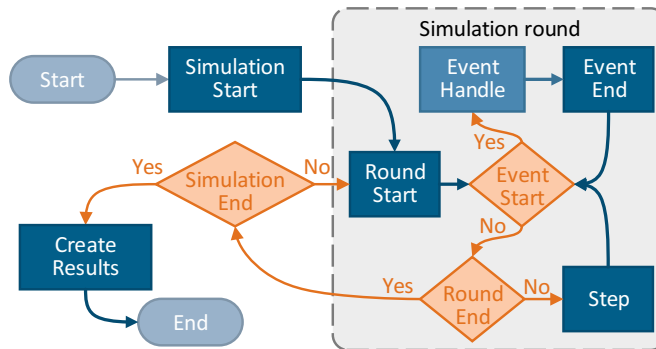 Simulation round
Start
Simulation
Start
Event
Handle
Event
End
Yes
Yes
Simulation
End
No
Round
Start
Event
Start
No
Create
Results
Yes
Round
End
No
Step
End